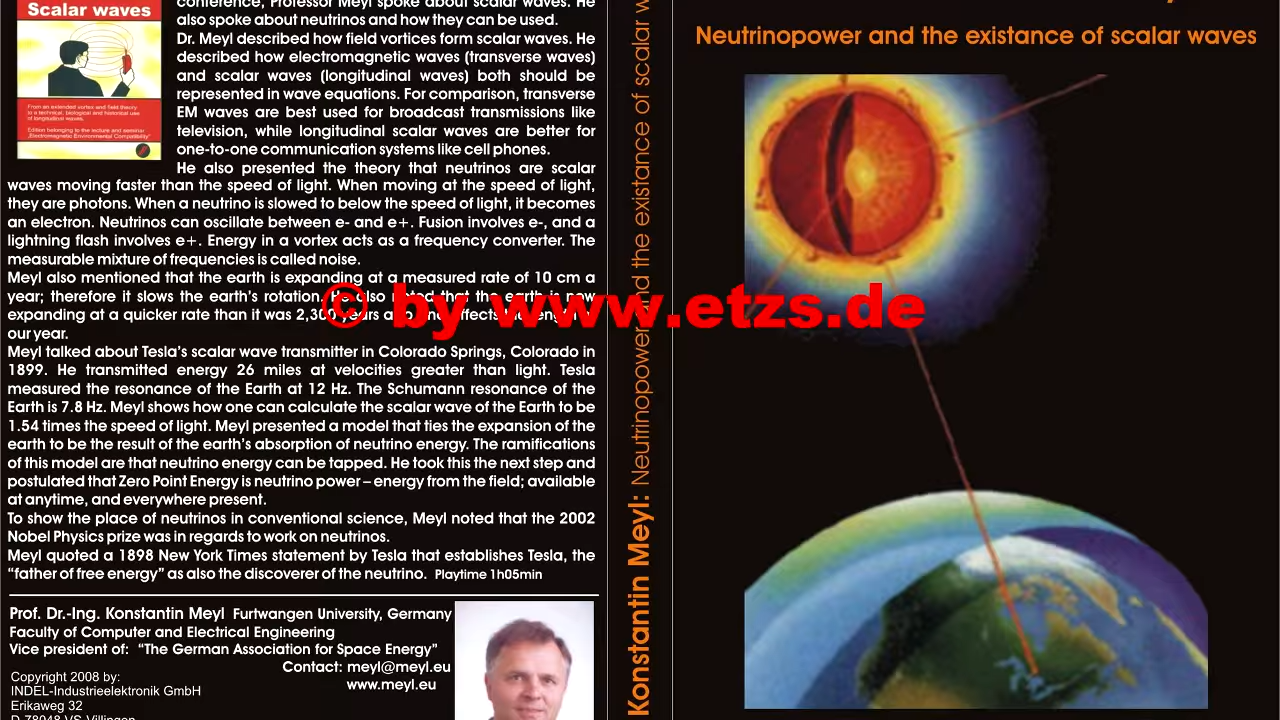 conference, Professor Meyl spoke about scalar waves. He
also spoke about neutrinos and how they can be used.
Dr. Meyl described how field vortices form scalar waves. He
described how electromagnetic waves (transverse waves)
and scalar waves (longitudinal waves) both should be
represented in wave equations. For comparison, transverse
EM waves are best used for broadcast transmissions like
television, while longitudinal scalar waves are better for
one-to-one communication systems like cell phones.
He also presented the theory that neutrinos are scalar
waves moving faster than the speed of light. When moving at the speed of light,
they are photons. When a neutrino is slowed to below the speed of light, it becomes
an electron. Neutrinos can oscillate between e- and e+. Fusion involves e-, and a
lightning flash involves e+. Energy in a vortex acts as a frequency converter. The
measurable mixture of frequencies is called noise.
Meyl also mentioned that the earth is expanding at a measured rate of 10 cm a
year; therefore it slows the earth's rotation. He also noted that the earth is now
expanding at a quicker rate than it was 2,300 years
our year.
Meyl talked about Tesla's scalar wave transmitter in Colorado Springs, Colorado in
1899. He transmitted energy 26 miles at velocities greater than light. Tesla
measured the resonance of the Earth at 12 Hz. The Schumann resonance of the
Earth is 7.8 Hz. Meyl shows how one can calculate the scalar wave of the Earth to be
1.54 times the speed of light. Meyl presented a model that ties the expansion of the
earth to be the result of the earth's absorption of neutrino energy. The ramifications
of this model are that neutrino energy can be tapped. He took this the next step and
postulated that Zero Point Energy is neutrino power – energy from the field; available
at anytime, and everywhere present.
To show the place of neutrinos in conventional science, Meyl noted that the 2002
Nobel Physics prize was in regards to work on neutrinos.
Meyl quoted a 1898 New York Times statement by Tesla that establishes Tesla, the
"father of free energy" as also the discoverer of the neutrino. Playtime 1h05min
Scalar waves
From an extended vortex and field theory
to a technical, biological and historical use
of longitudinal waves.
Edition belonging to the lecture and seminar
„Electromagnetic Environmental Compatibility"
Prof. Dr.-Ing. Konstantin Meyl Furtwangen University, Germany
Faculty of Computer and Electrical Engineering
Vice president of: "The German Association for Space Energy"
Contact: meyl@meyl.eu
www.meyl.eu
Copyright 2008 by:
INDEL-Industrieelektronik GmbH
Erikaweg 32
D-78048 VS-Villingen
Konstantin Meyl: Neutrinopower and the existance of scalar w
Neutrinopower and the existance of scalar waves
© by www.etzs.de